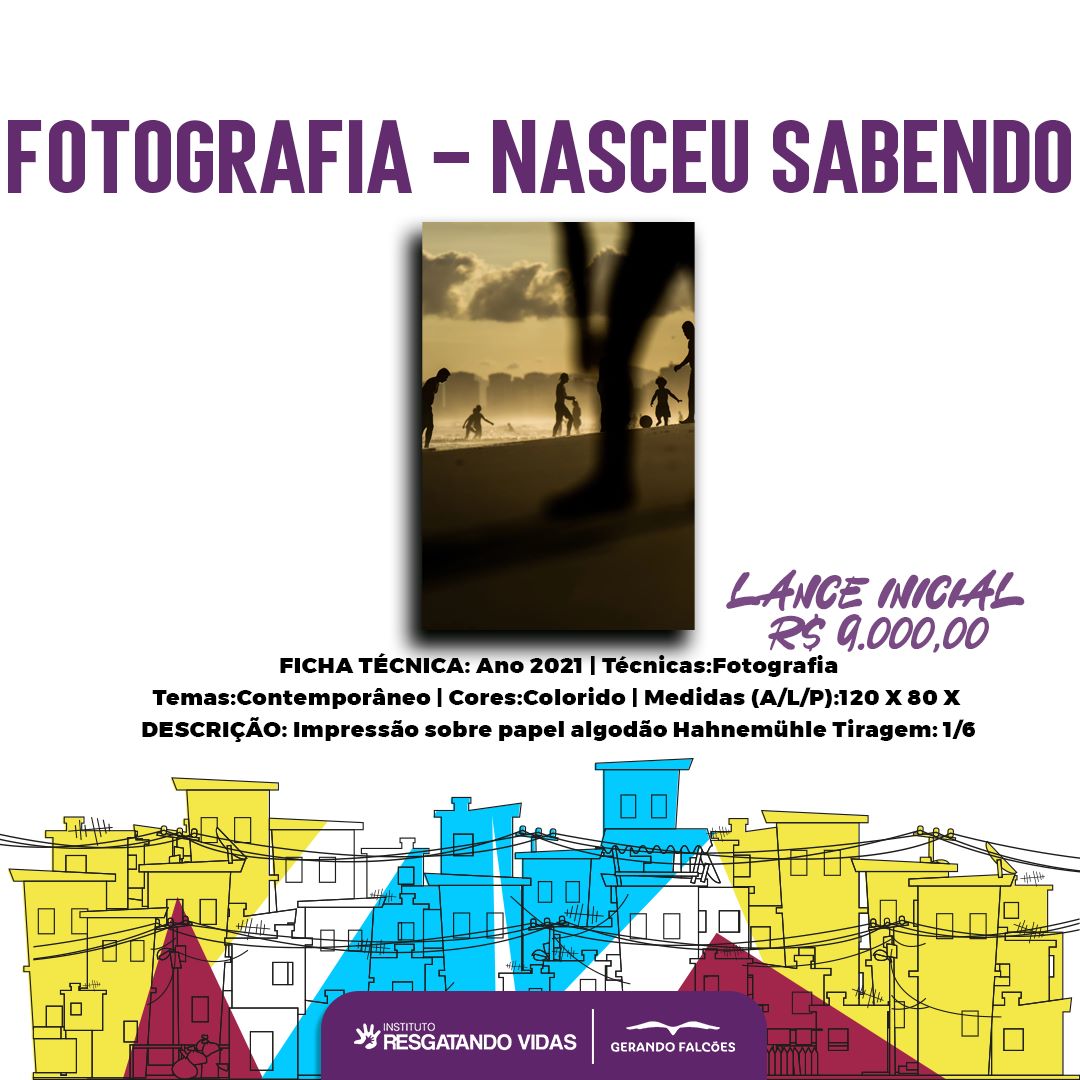 FOTOGRAFIA - NASCEU SABENDO
LANCE INICIAL
R$ 9.000,00
FICHA TÉCNICA: Ano 2021 | Técnicas:Fotografia
Temas:Contemporâneo | Cores:Colorido | Medidas (A/L/P):120 X 80 X
DESCRIÇÃO: Impressão sobre papel algodão Hahnemühle Tiragem: 1/6
INSTITUTO
RESGATANDO VIDAS
GERANDO FALCÕES